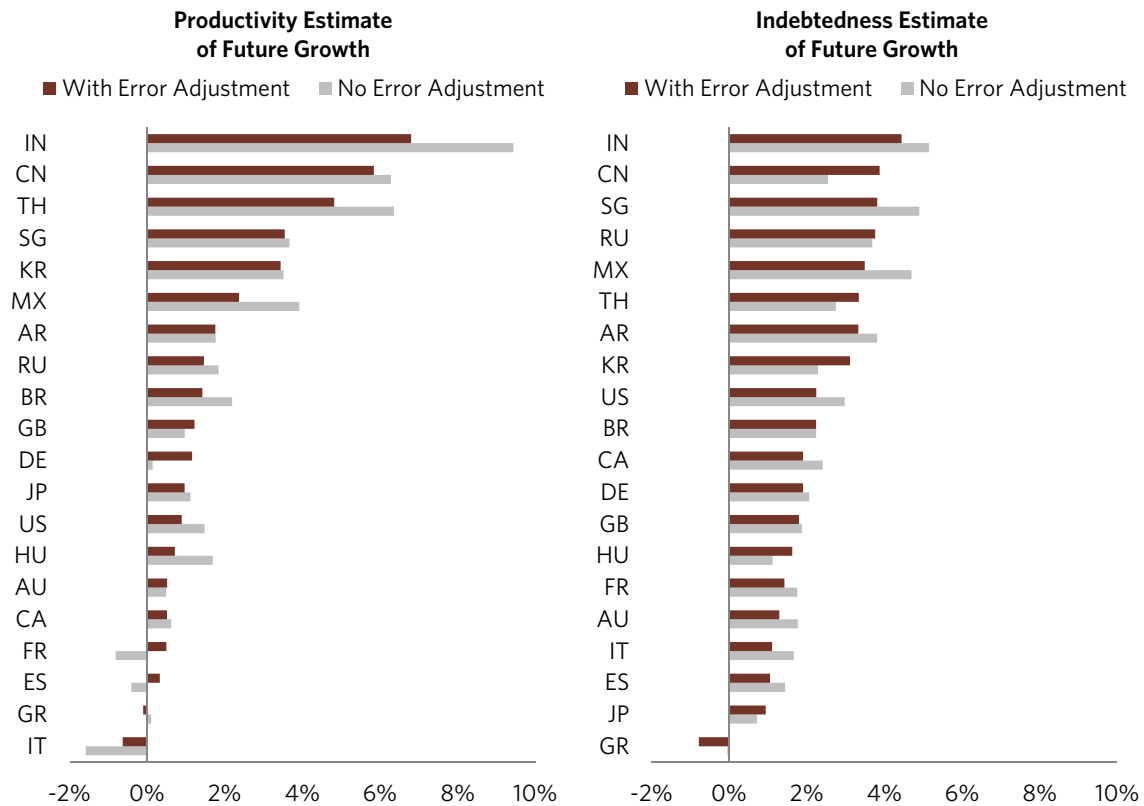 Productivity Estimate
of Future Growth
With Error Adjustment No Error Adjustment
IN
CN
TH
SG
KR
MX
AR
RU
BR
GB
DE
JP
US
HU
AU
CA
FR
ES
GR
IT
-2% 0% 2% 4% 6% 8% 10%
Indebtedness Estimate
of Future Growth
With Error Adjustment No Error Adjustment
IN
CN
SG
RU
MX
TH
AR
KR
US
BR
CA
DE
GB
HU
FR
AU
IT
ES
JP
GR
-2% 0% 2% 4% 6% 8% 10%